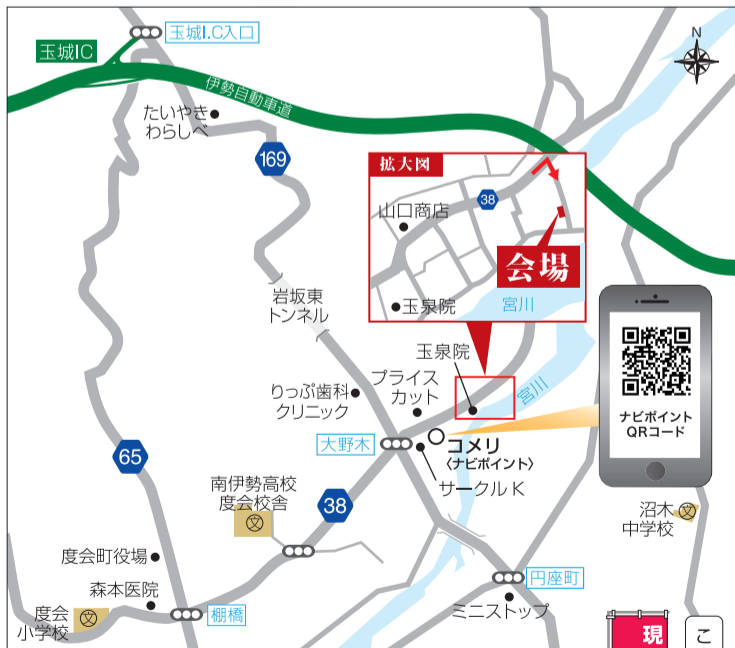 玉城I.C入口
N
玉城IC
伊勢自動車道
たいやき
わらしべ
169
拡大図
38
山口商店
会場
玉泉院
宮川
岩坂東
トンネル
玉泉院
宮川
プライス
カット
りっぷ歯科
クリニック
ナビポイント
QRコード
大野木
コメリ
〈ナビポイント〉
サークルK
65
南伊勢高校
度会校舎
文
38
沼木
中学校
文
度会町役場
森本医院
円座町
ミニストップ
度会
小学校
文
棚橋
現
こ